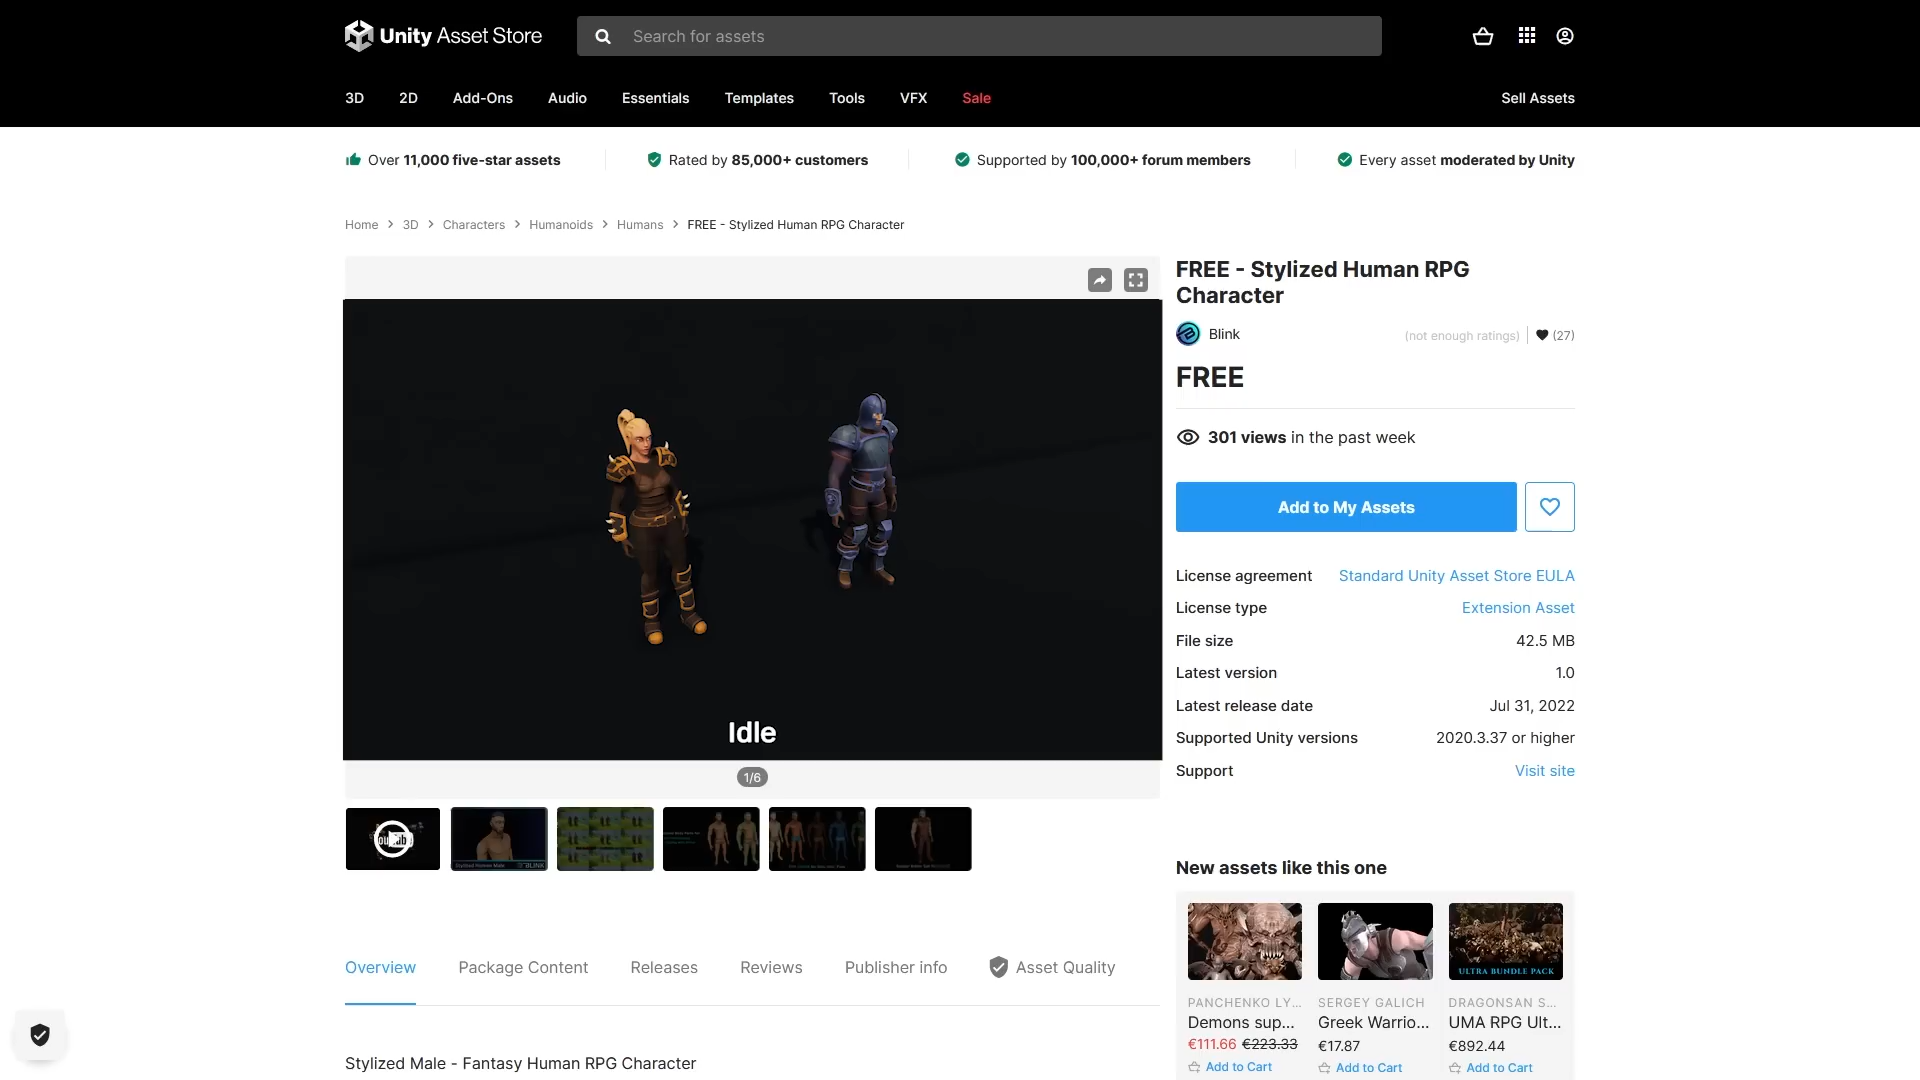 Unity Asset Store
Search for assets
3D 2D Add-Ons Audio Essentials Templates Tools VFX Sale Sell Assets
Over 11,000 five-star assets Rated by 85,000+ customers Supported by 100,000+ forum members Every asset moderated by Unity
Home > 3D > Characters > Humanoids > Humans > FREE - Stylized Human RPG Character
FREE - Stylized Human RPG
Character
Blink (not enough ratings) (27)
FREE
301 views in the past week
Add to My Assets
License agreement Standard Unity Asset Store EULA
License type Extension Asset
File size 42.5 MB
Latest version 1.0
Latest release date Jul 31, 2022
Supported Unity versions 2020.3.37 or higher
Support Visit site
Idle
1/6
Stylized Human Male BLINK
Overview Package Content Releases Reviews Publisher info Asset Quality
Stylized Male - Fantasy Human RPG Character
New assets like this one
ULTRA BUNDLE PACK
PANCHENKO LY... SERGEY GALICH DRAGONSAN S...
Demons sup... Greek Warrio... UMA RPG Ult...
€111.66 €223.33 €17.87 €892.44
Add to Cart Add to Cart Add to Cart